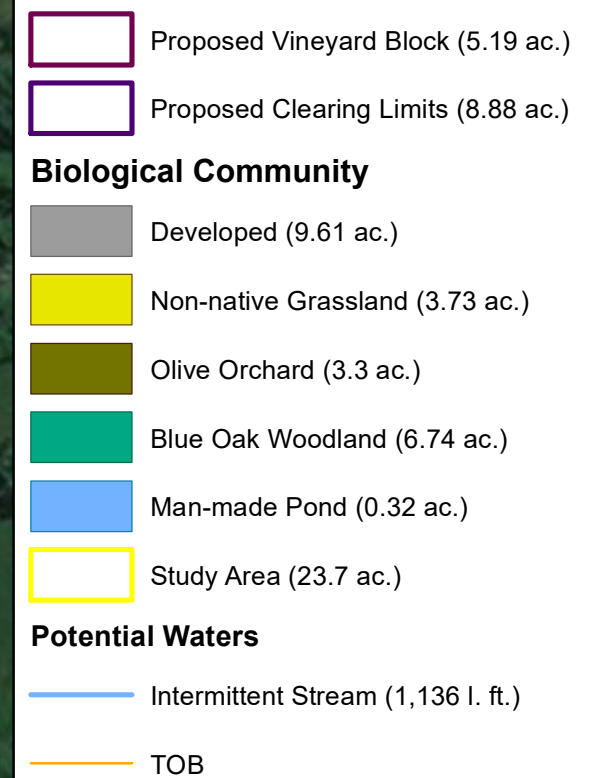 Proposed Vineyard Block (5.19 ac.)
Proposed Clearing Limits (8.88 ac.)
Biological Community
Developed (9.61 ac.)
Non-native Grassland (3.73 ac.)
Olive Orchard (3.3 ac.)
Blue Oak Woodland (6.74 ac.)
Man-made Pond (0.32 ac.)
Study Area (23.7 ac.)
Potential Waters
Intermittent Stream (1,136 l. ft.)
TOB